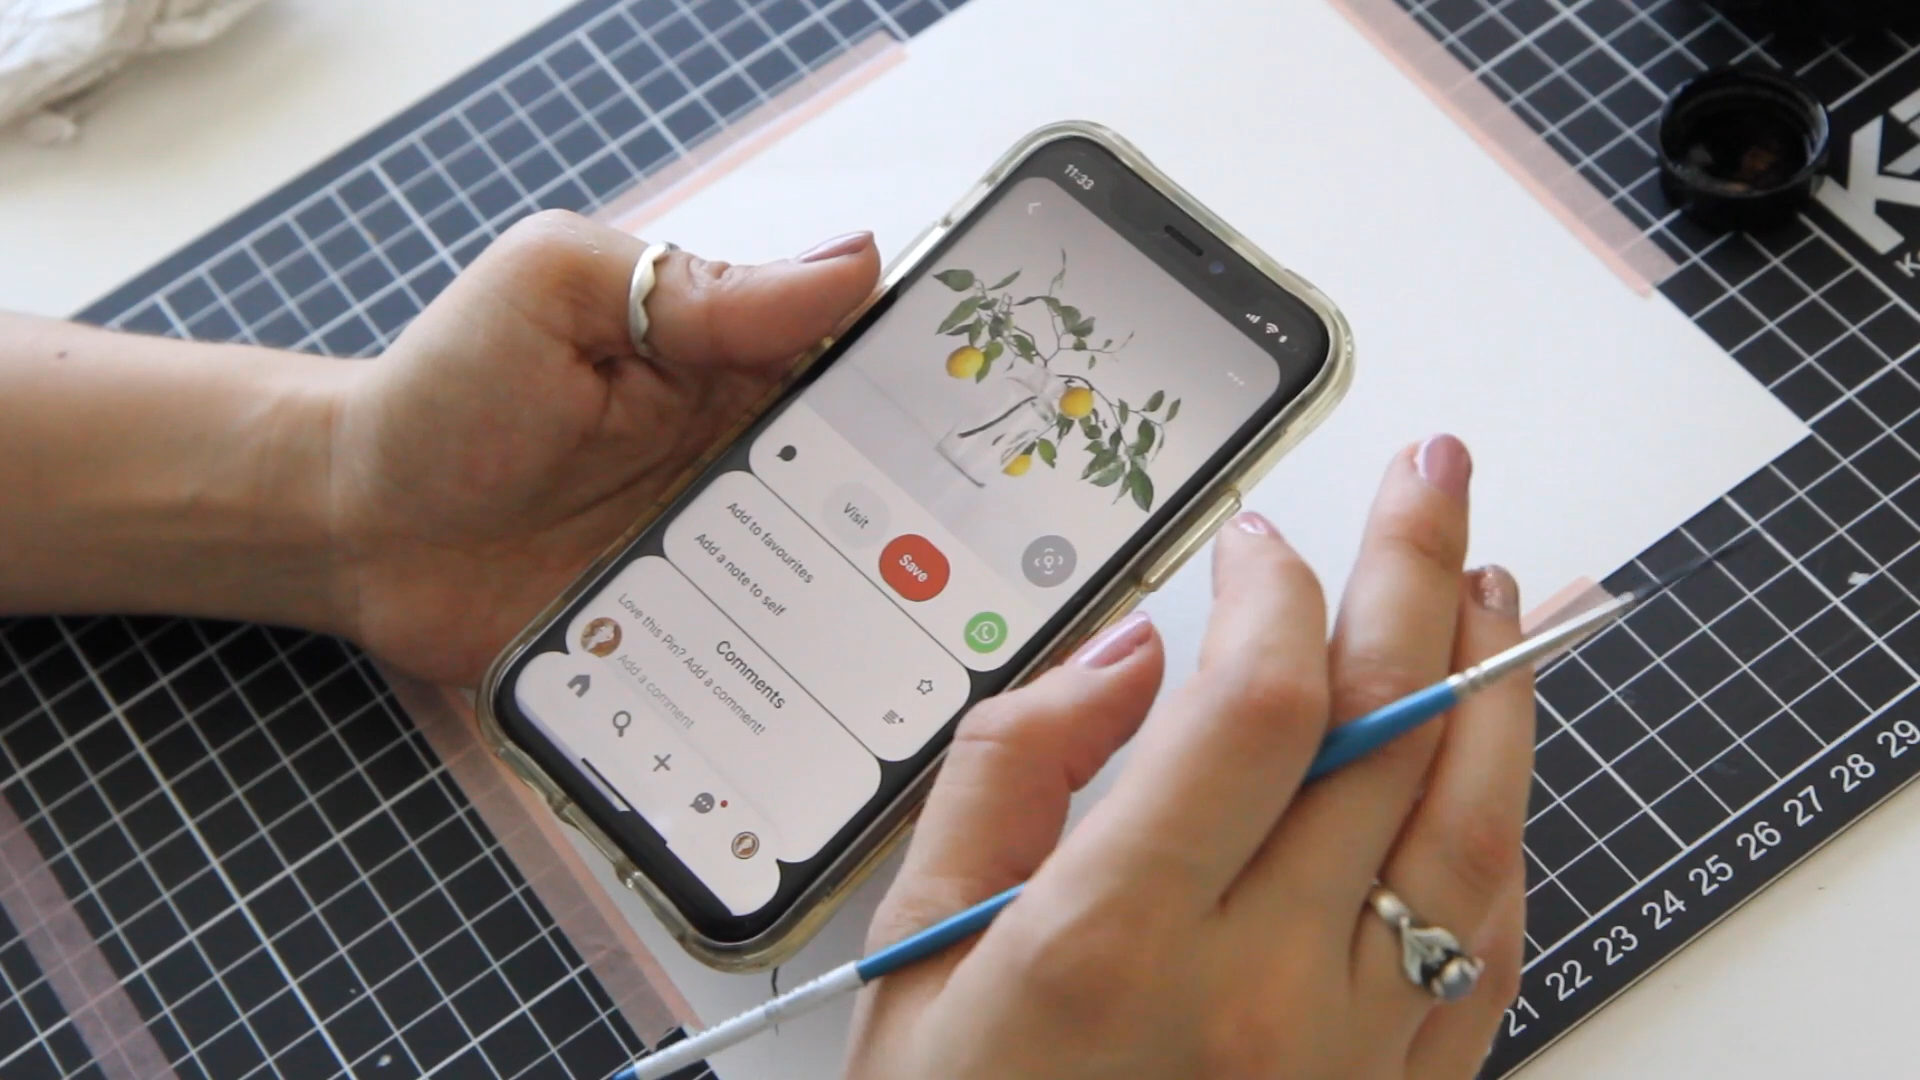 11:33
Visit
Save
Add to favourites
Add a note to self
Comments
Love this Pin? Add a comment!
Add a comment
21 22 23 24 25 26 27 28 29